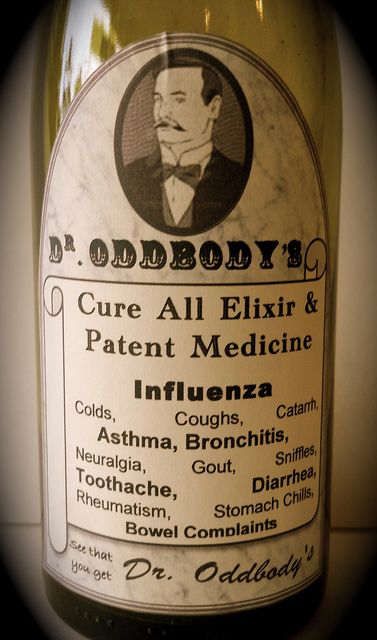 DR. ODDBODY'S
Cure All Elixir &
Patent Medicine
Influenza
Colds, Coughs, Catarrh,
Asthma, Bronchitis,
Neuralgia, Gout, Sniffles,
Toothache, Diarrhea,
Rheumatism, Stomach Chills,
Bowel Complaints
See that
you get Dr. Oddbody's